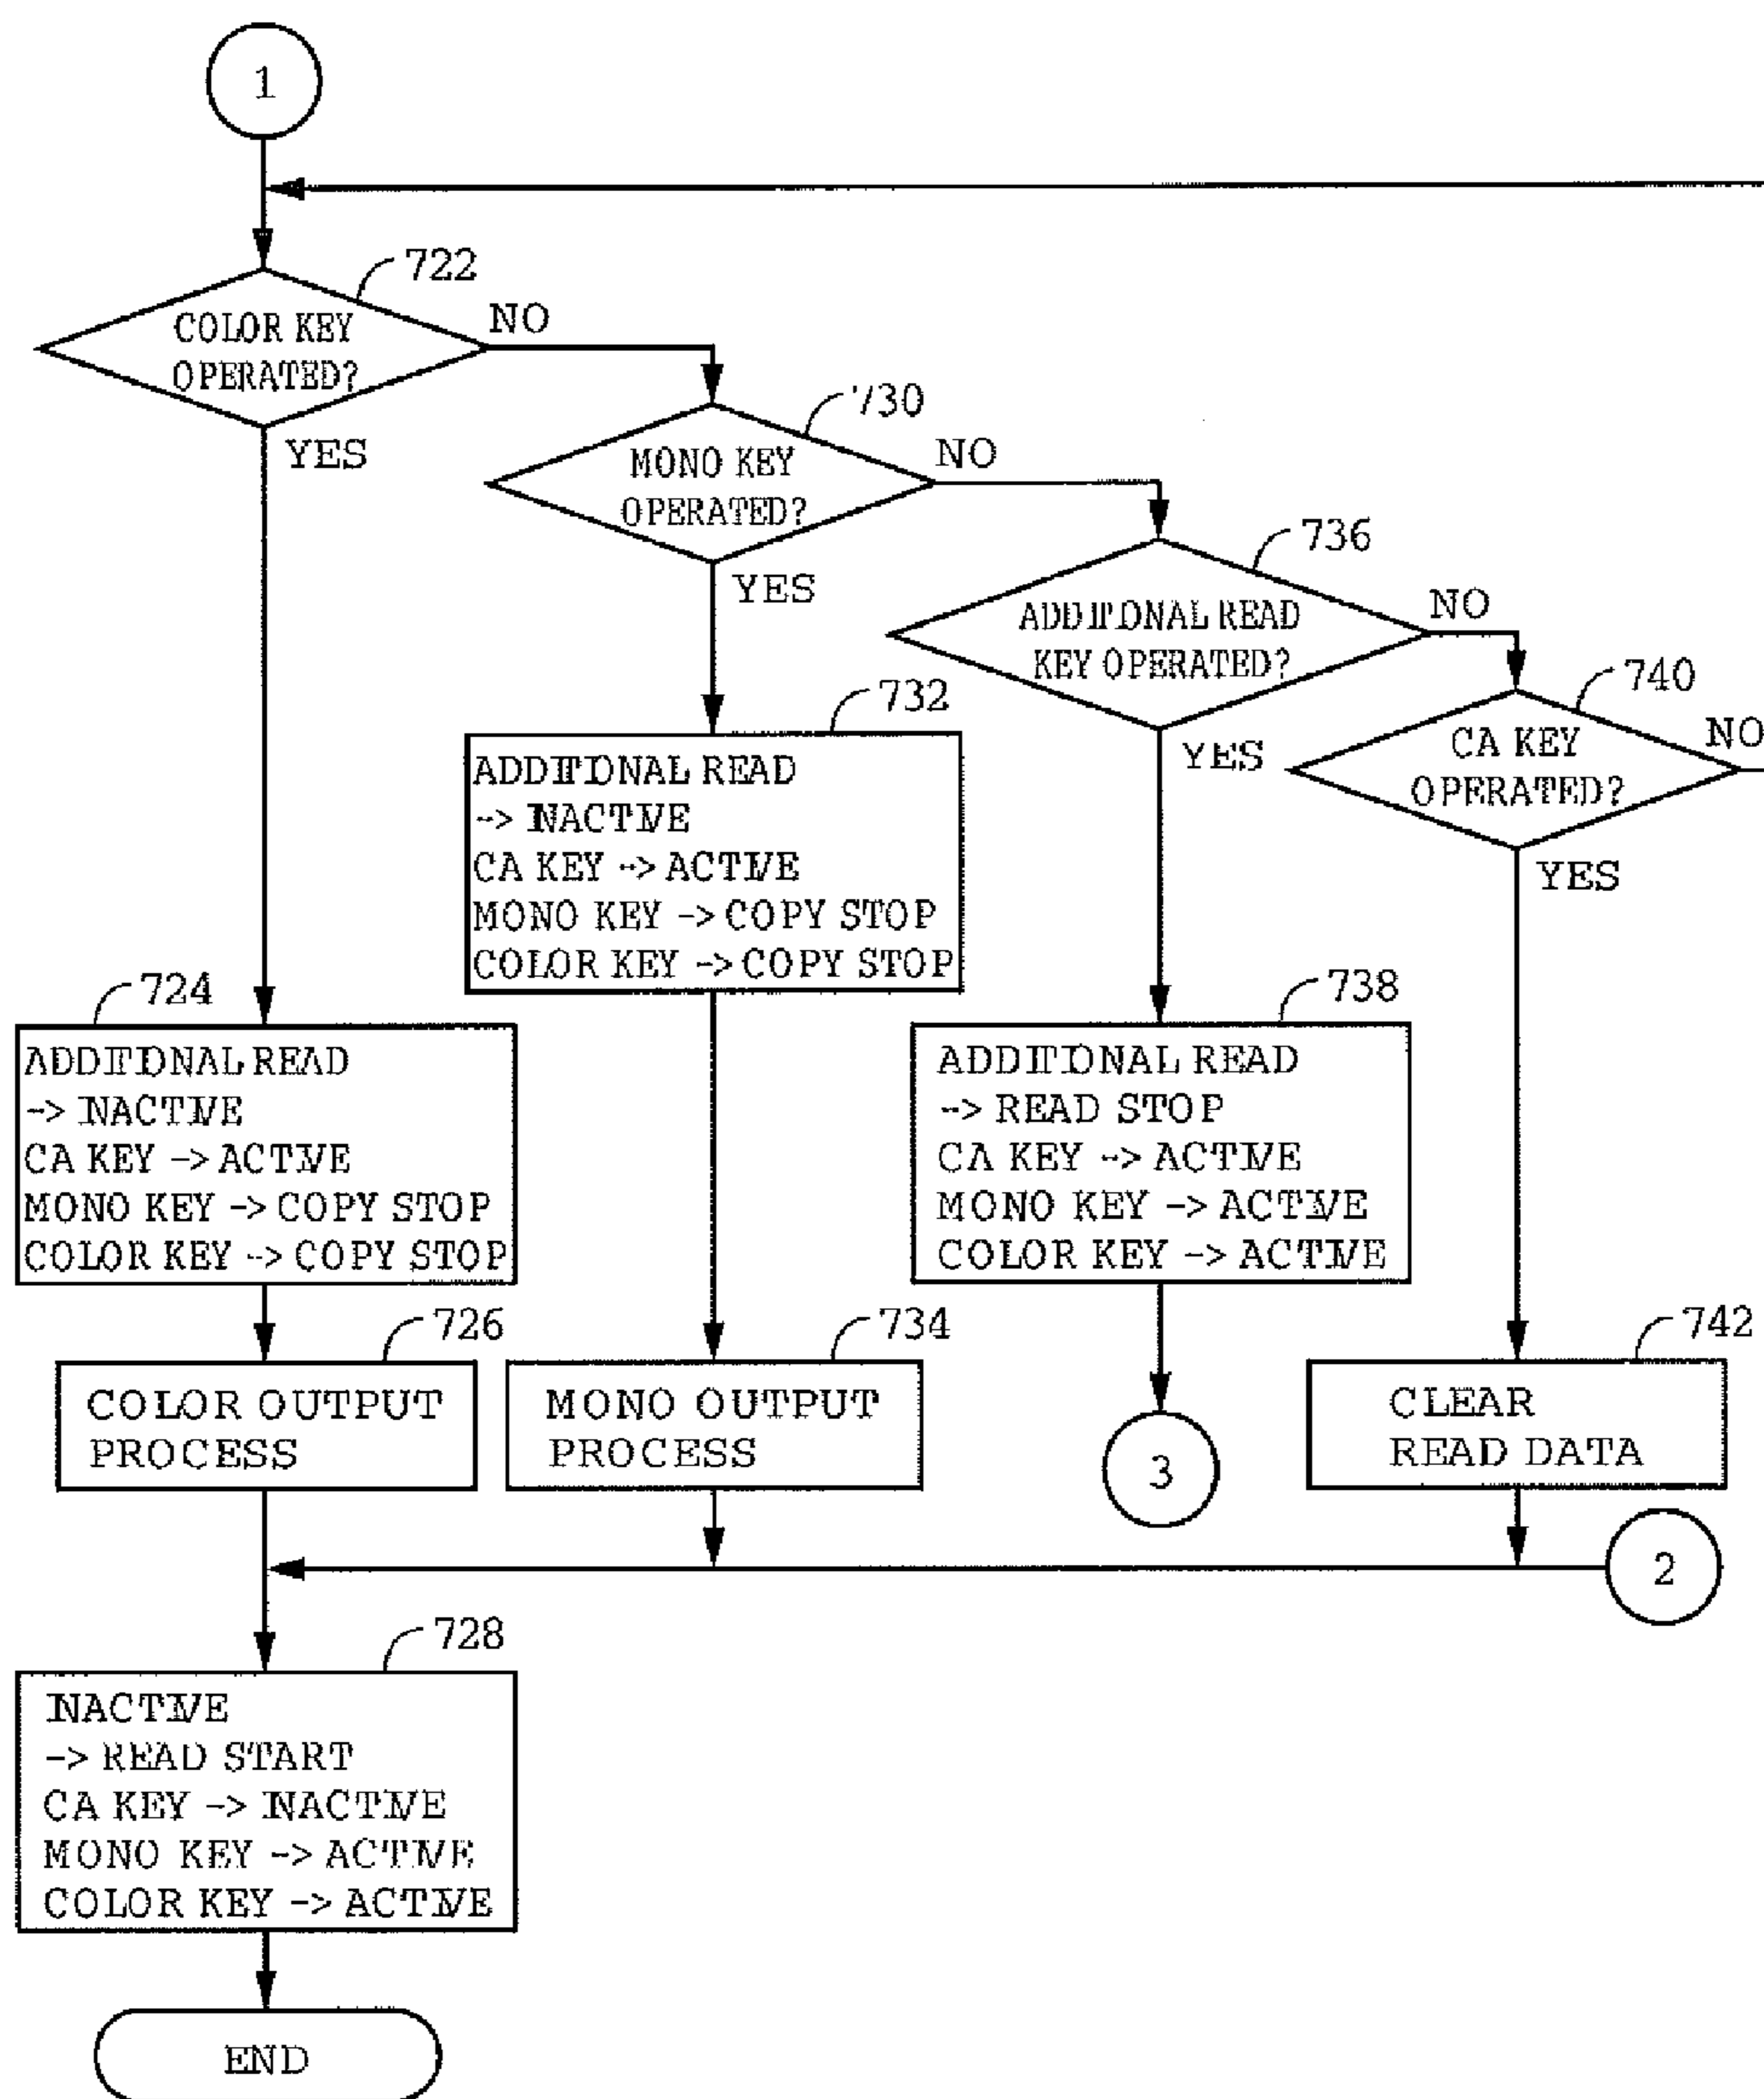 1
722
COLOR KEY
OPERATED?
NO
YES
730
MONO KEY
OPERATED?
NO
YES
736
ADDITIONAL READ
KEY OPERATED?
NO
YES
740
CA KEY
OPERATED?
NO
YES
732
ADDITIONAL READ
-> INACTIVE
CA KEY -> ACTIVE
MONO KEY -> COPY STOP
COLOR KEY -> COPY STOP
724
ADDITIONAL READ
-> INACTIVE
CA KEY -> ACTIVE
MONO KEY -> COPY STOP
COLOR KEY -> COPY STOP
738
ADDITIONAL READ
-> READ STOP
CA KEY -> ACTIVE
MONO KEY -> ACTIVE
COLOR KEY -> ACTIVE
726
COLOR OUTPUT
PROCESS
734
MONO OUTPUT
PROCESS
3
742
CLEAR
READ DATA
2
728
INACTIVE
-> READ START
CA KEY -> INACTIVE
MONO KEY -> ACTIVE
COLOR KEY -> ACTIVE
END